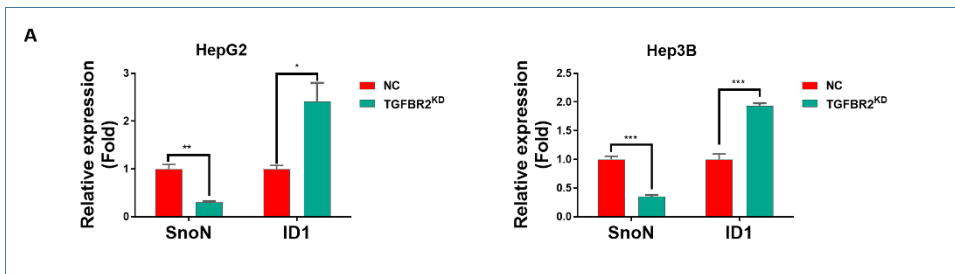 A
HepG2
Relative expression
(Fold)
3
2
1
0
**
*
SnoN
ID1
NC
TGFBR2KD
Hep3B
Relative expression
(Fold)
2.5
2.0
1.5
1.0
0.5
0.0
***
***
SnoN
ID1
NC
TGFBR2KD